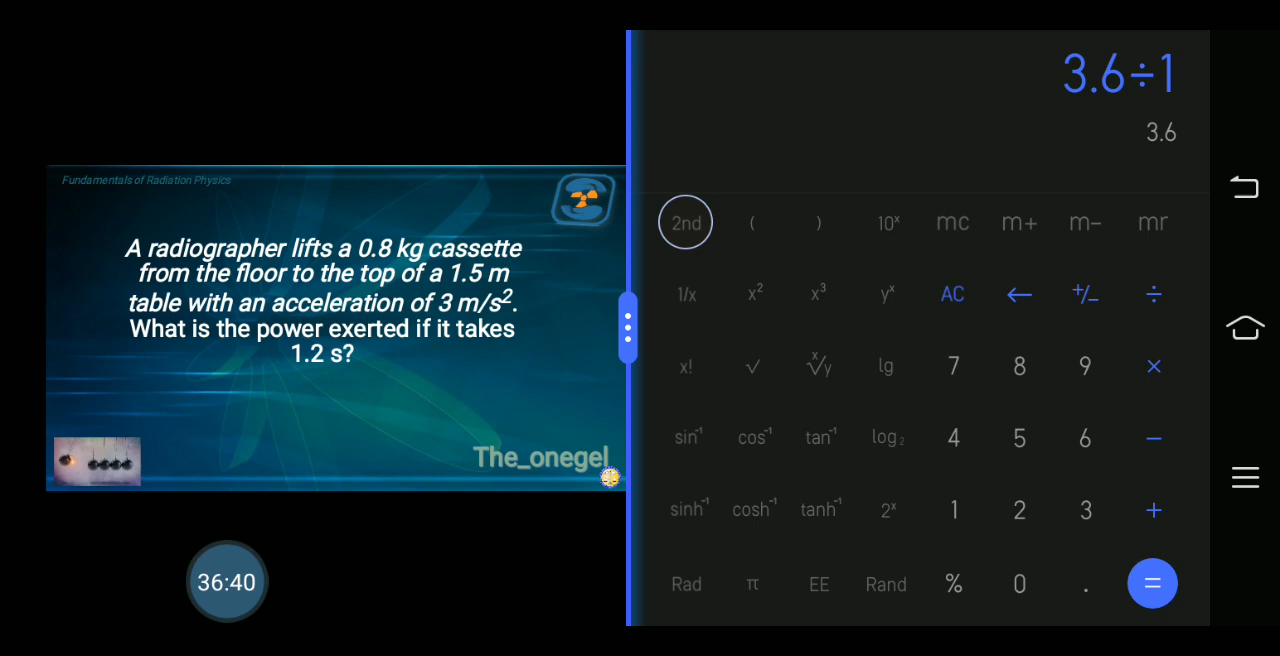 Fundamentals of Radiation Physics
A radiographer lifts a 0.8 kg cassette
from the floor to the top of a 1.5 m
table with an acceleration of 3 m/s².
What is the power exerted if it takes
1.2 s?
The_onegel
36:40
3.6÷1
3.6
2nd ( ) 10ˣ mc m+ m− mr
1/x x² x³ yˣ AC ← +/− ÷
x! √ ˣ√y lg 7 8 9 ×
sin⁻¹ cos⁻¹ tan⁻¹ log₂ 4 5 6 −
sinh⁻¹ cosh⁻¹ tanh⁻¹ 2ˣ 1 2 3 +
Rad π EE Rand % 0 . =